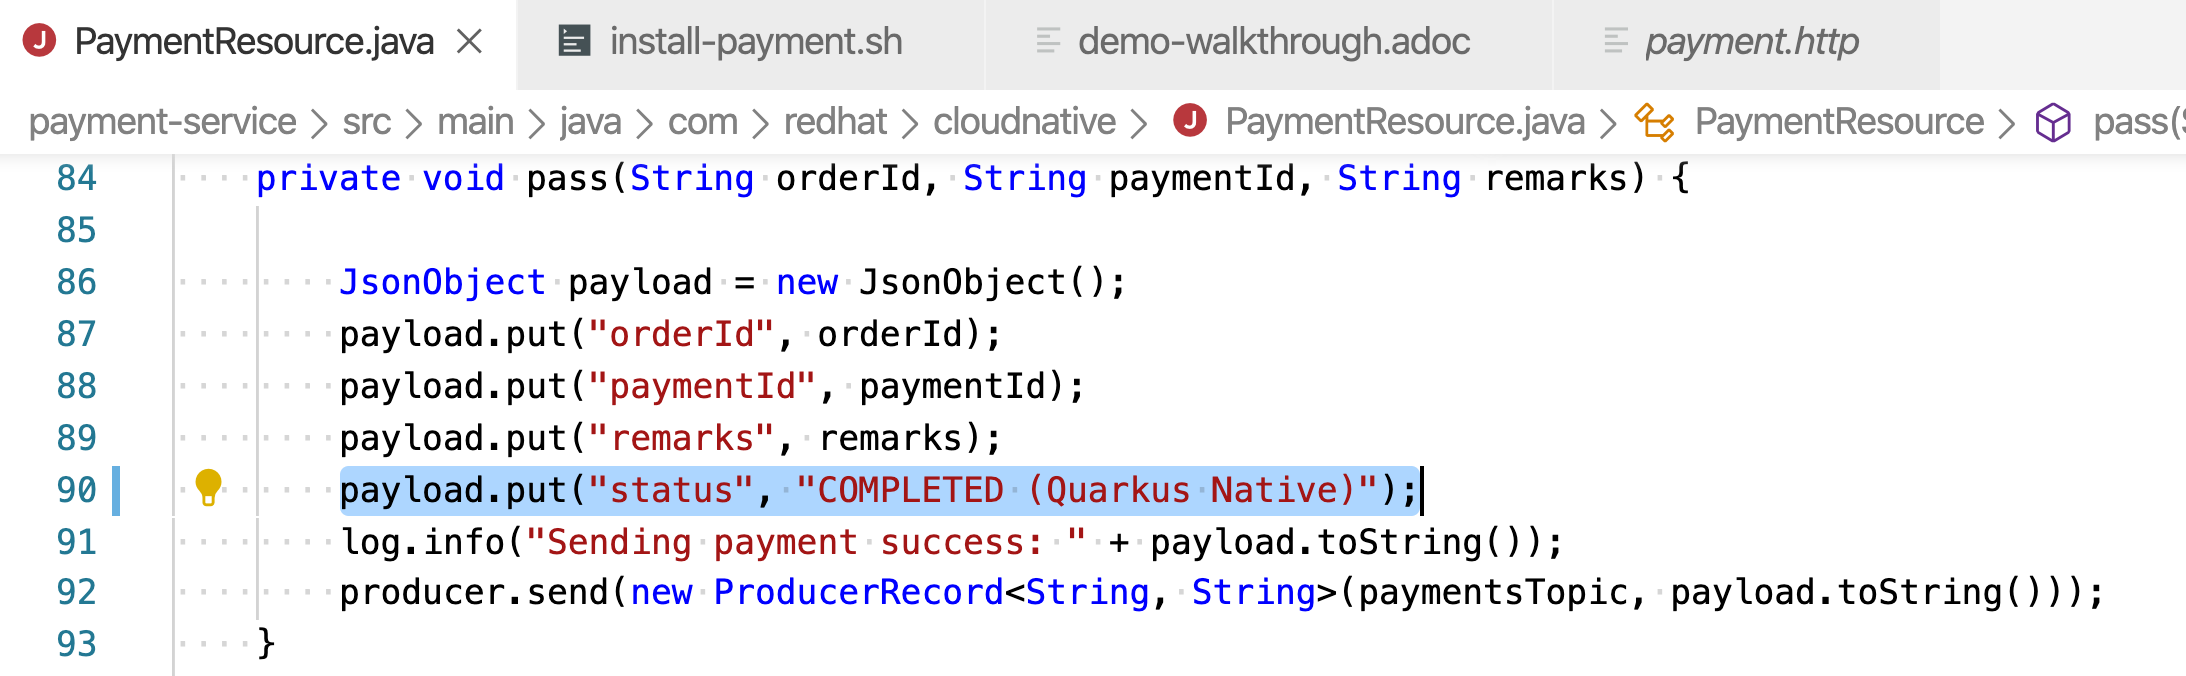 PaymentResource.java install-payment.sh demo-walkthrough.adoc payment.http
payment-service > src > main > java > com > redhat > cloudnative > PaymentResource.java > PaymentResource > pass(S
84 private void pass(String orderId, String paymentId, String remarks) {
85
86 JsonObject payload = new JsonObject();
87 payload.put("orderId", orderId);
88 payload.put("paymentId", paymentId);
89 payload.put("remarks", remarks);
90 payload.put("status", "COMPLETED (Quarkus Native)");
91 log.info("Sending payment success: " + payload.toString());
92 producer.send(new ProducerRecord<String, String>(paymentsTopic, payload.toString()));
93 }